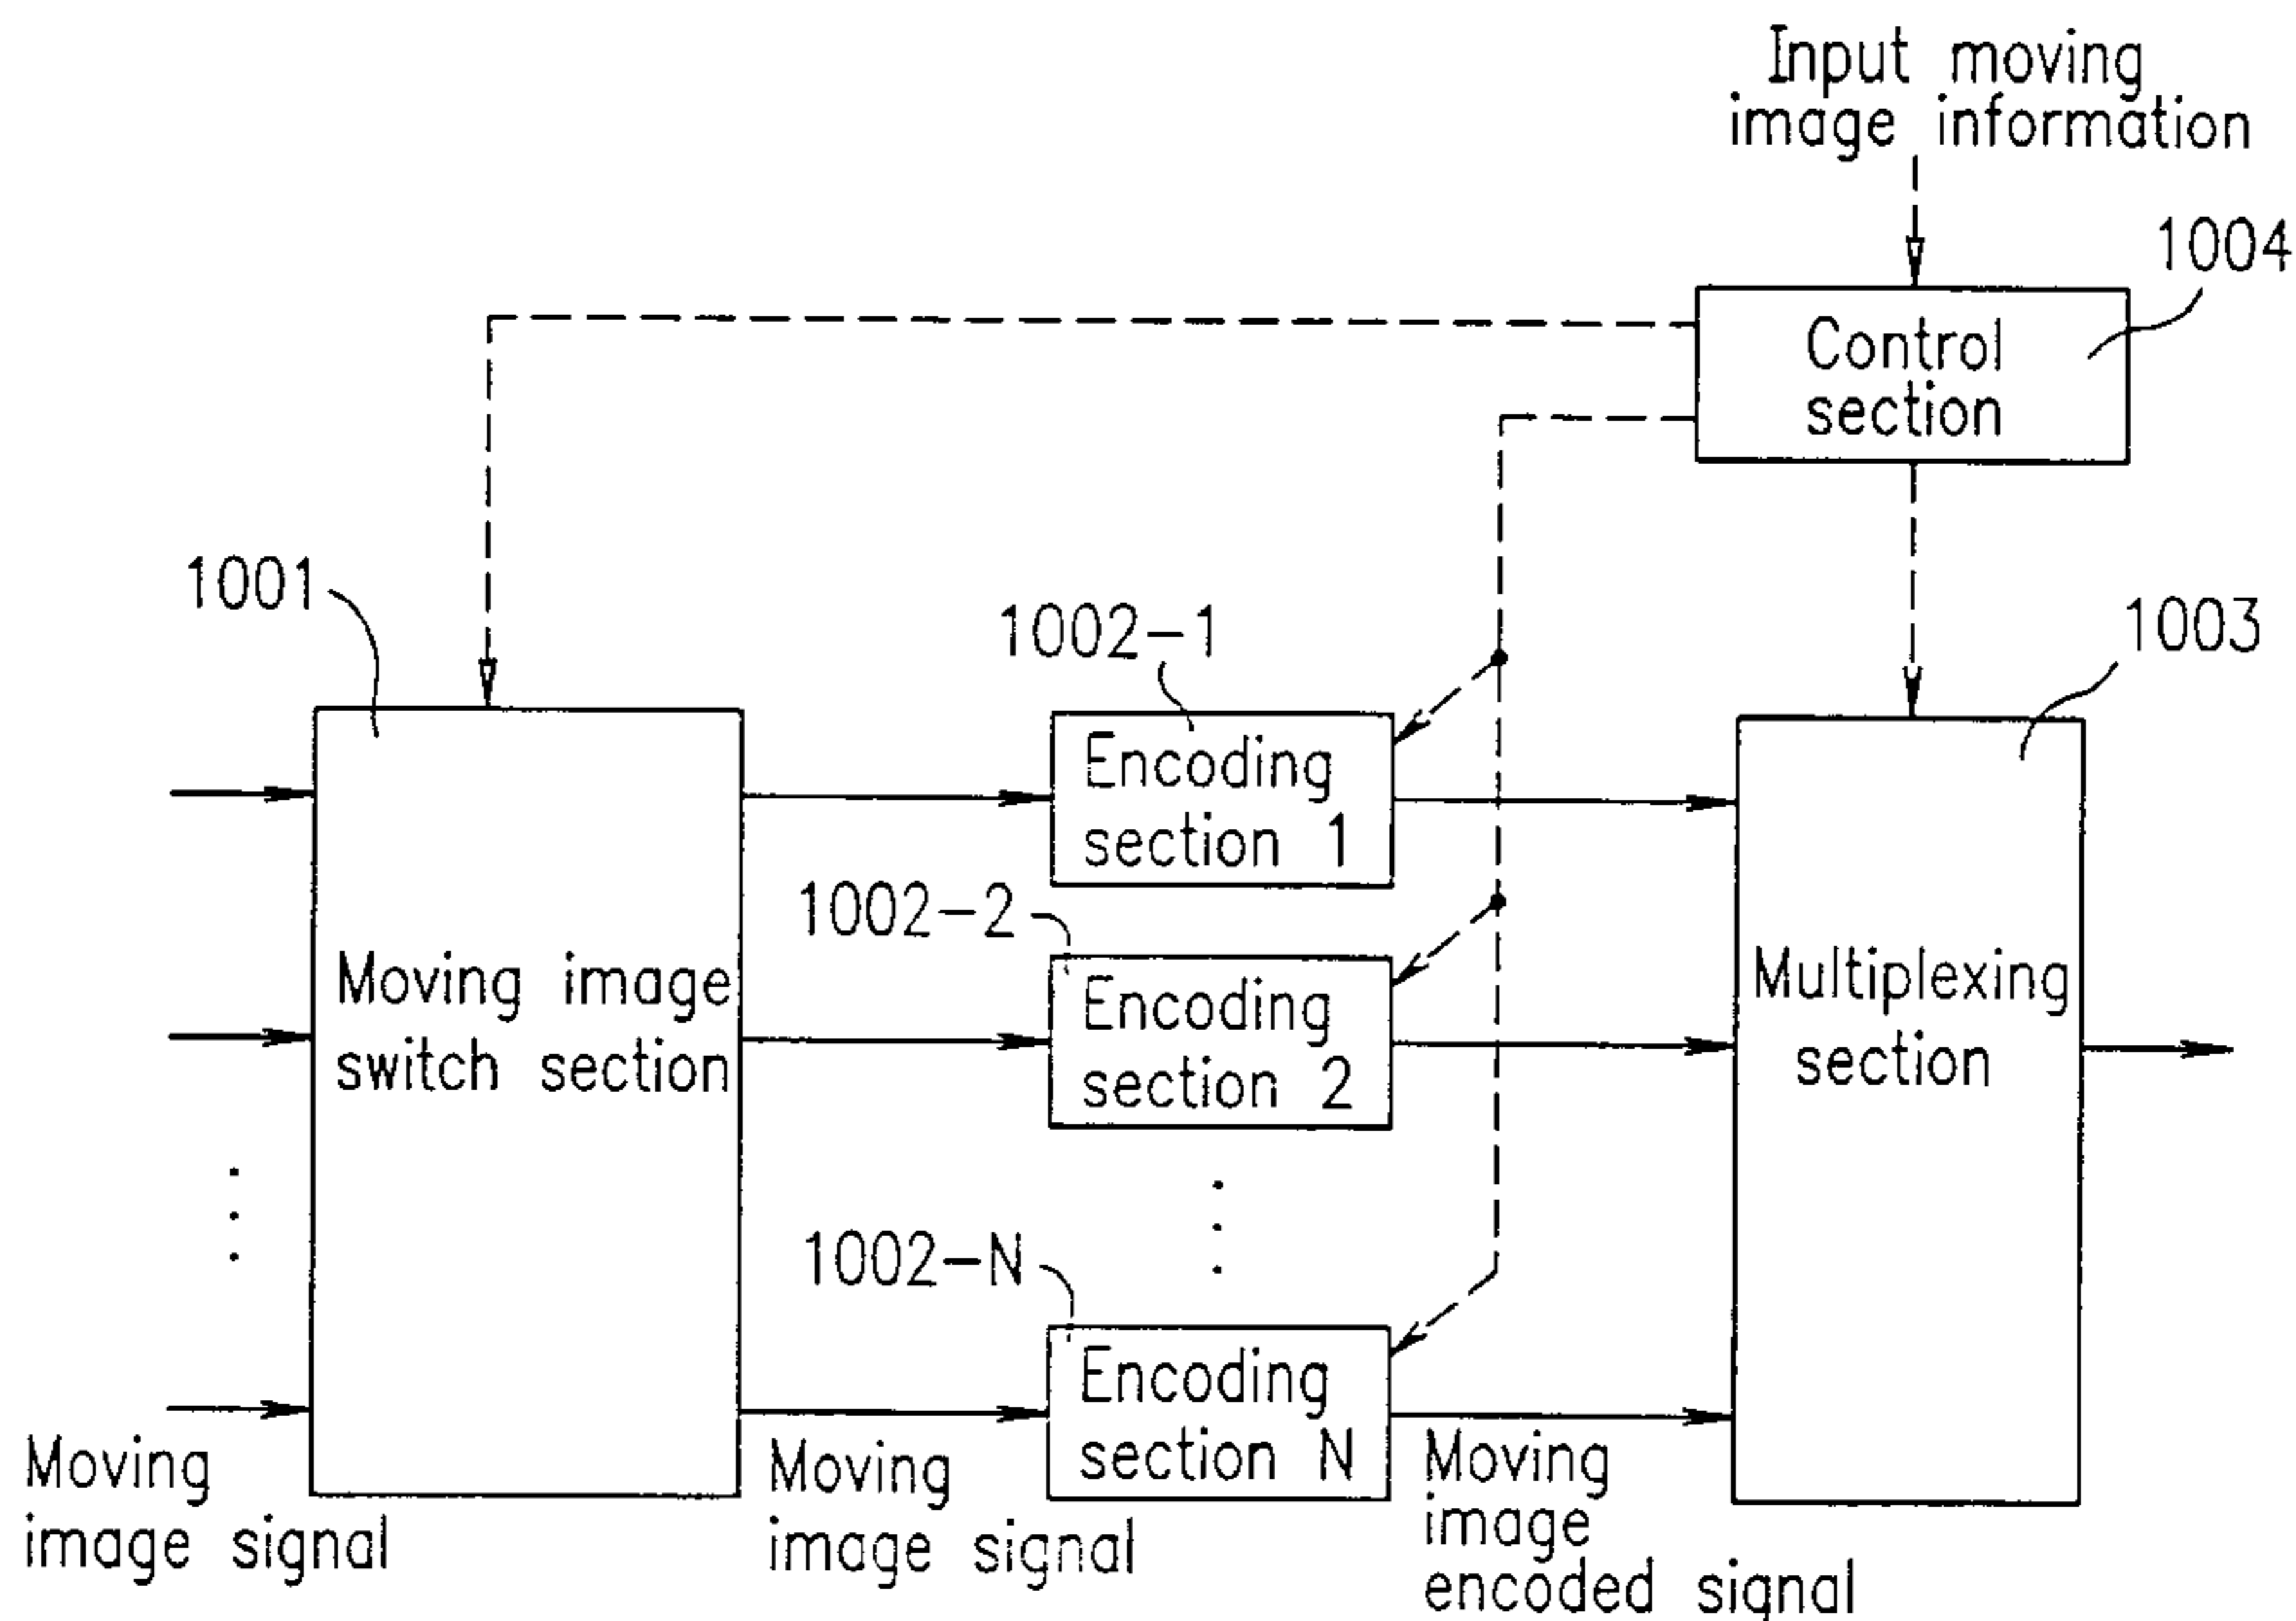 Input moving
image information
1004
Control
section
1001
1002-1
1003
Encoding
section 1
1002-2
Moving image
switch section
Encoding
section 2
Multiplexing
section
1002-N
Encoding
section N
Moving
image signal
Moving
image signal
Moving
image
encoded signal